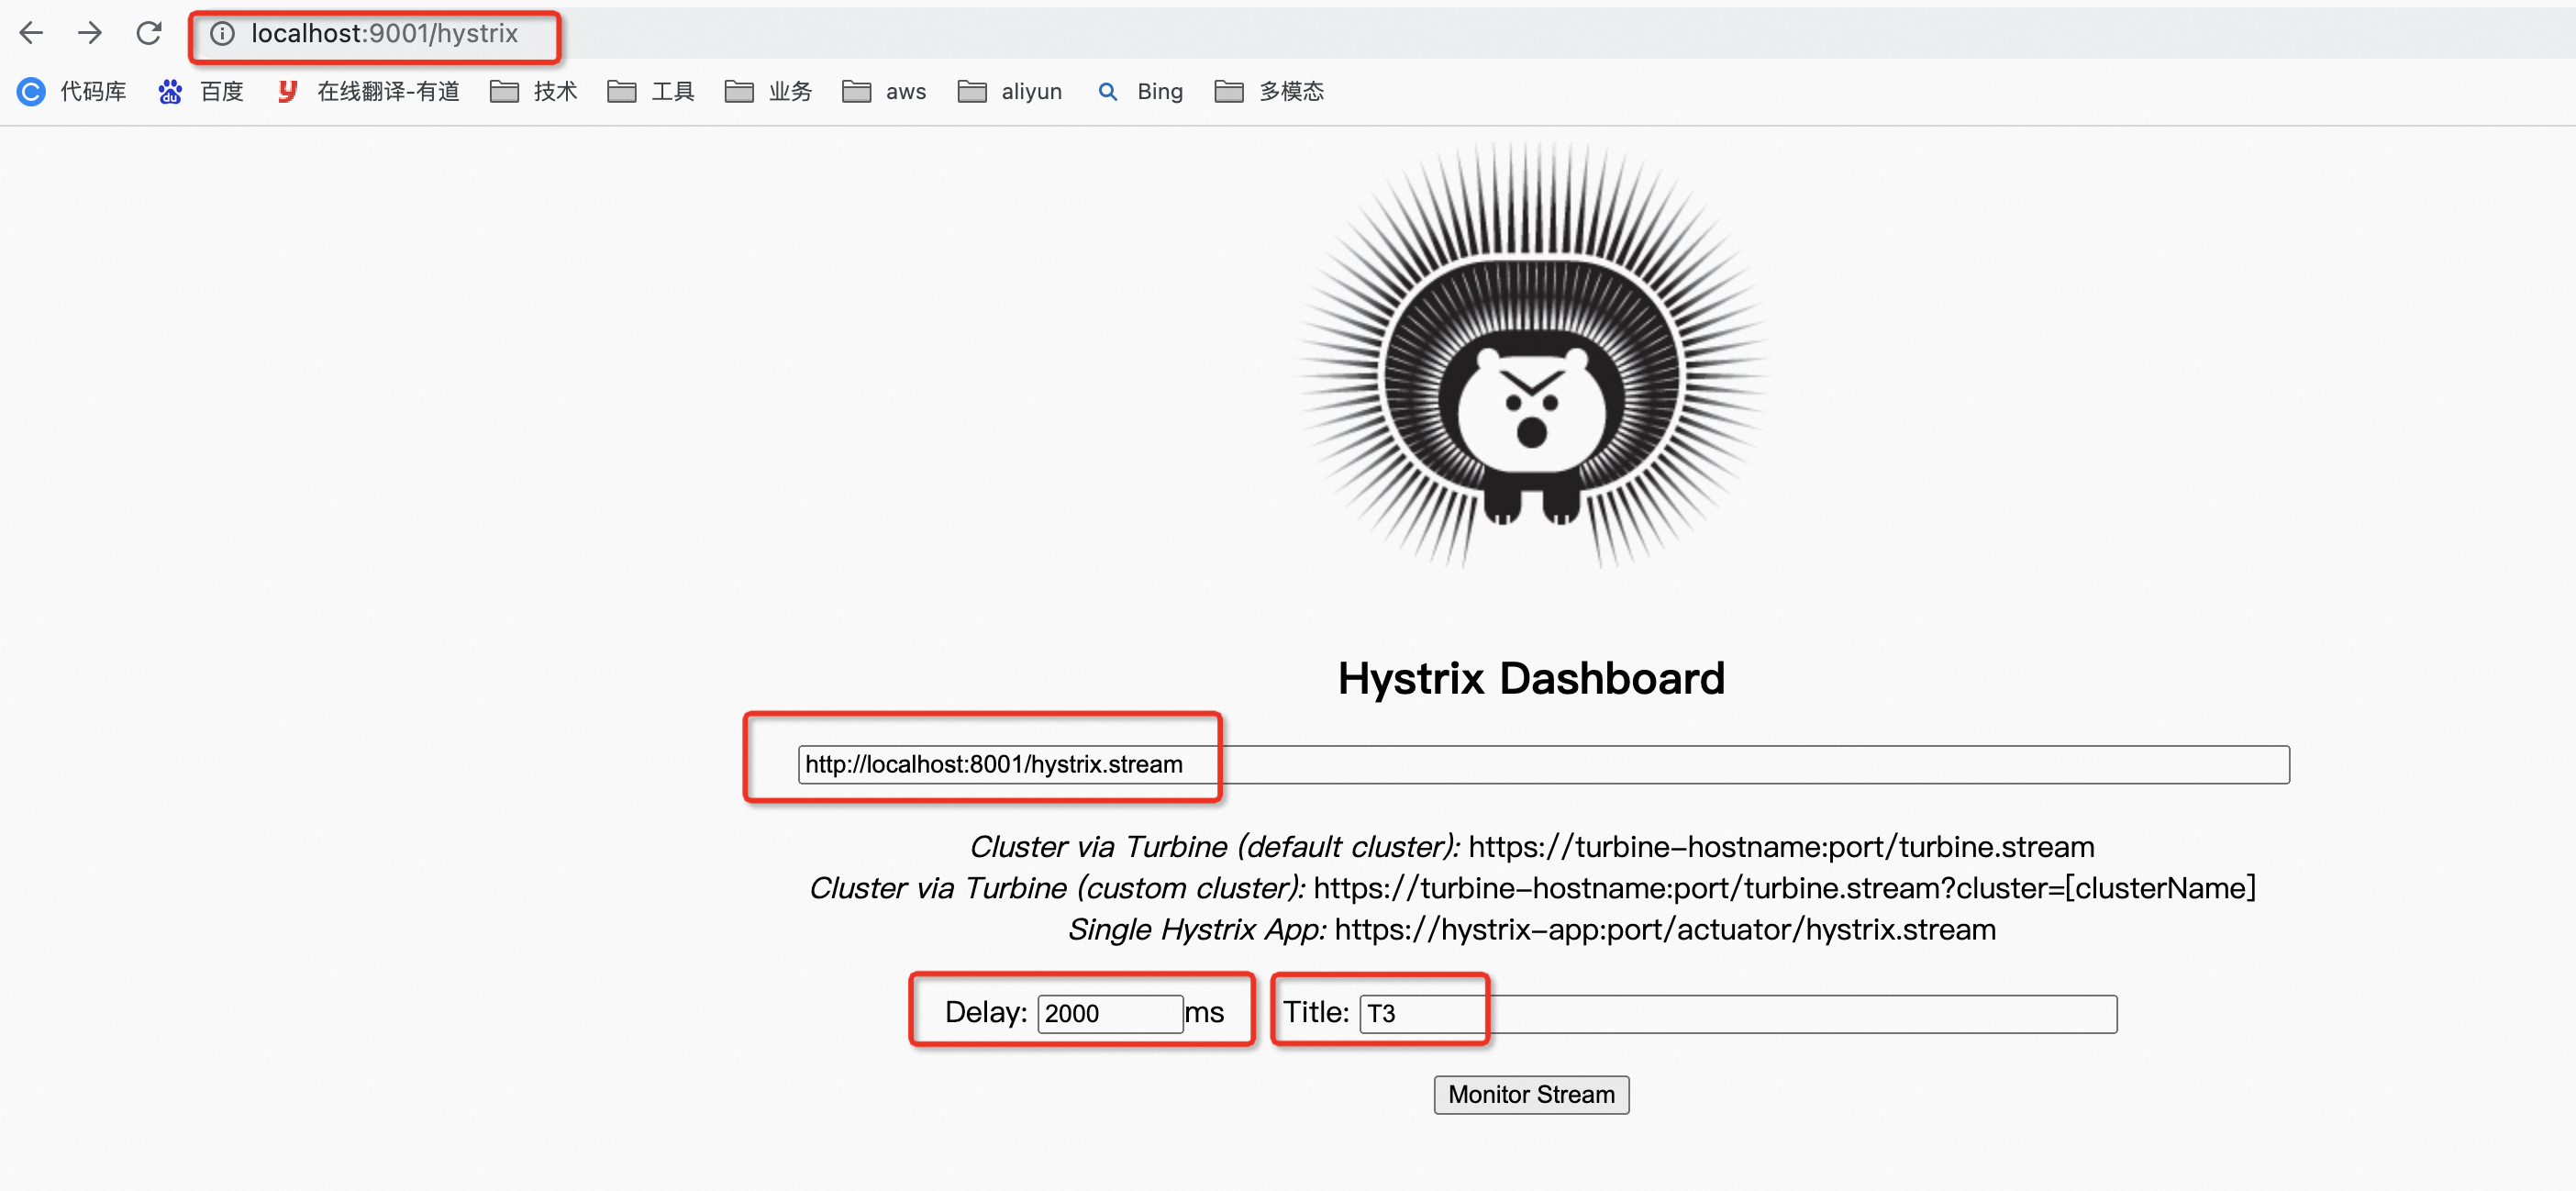 localhost:9001/hystrix
代码库 百度 在线翻译-有道 技术 工具 业务 aws aliyun Bing 多模态
Hystrix Dashboard
http://localhost:8001/hystrix.stream
Cluster via Turbine (default cluster): https://turbine-hostname:port/turbine.stream
Cluster via Turbine (custom cluster): https://turbine-hostname:port/turbine.stream?cluster=[clusterName]
Single Hystrix App: https://hystrix-app:port/actuator/hystrix.stream
Delay: 2000 ms Title: T3
Monitor Stream